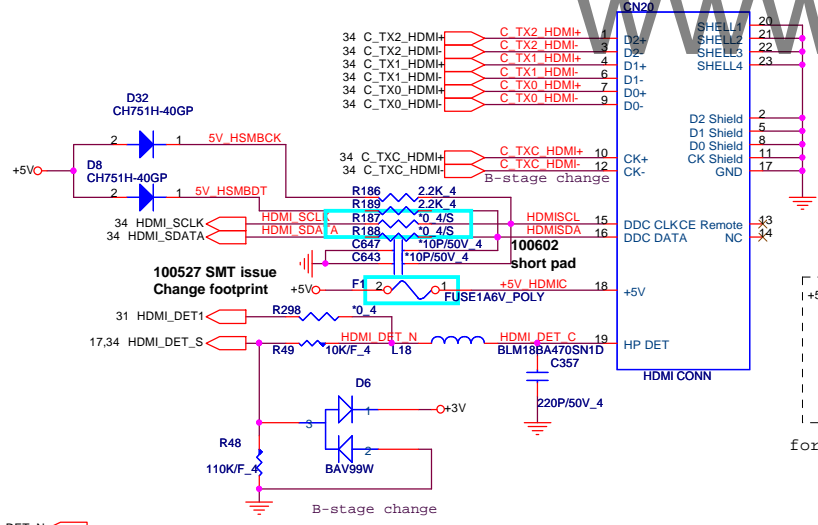 WWW
CN20
34 C_TX2_HDMI+ C_TX2_HDMI+ 1 D2+ SHELL1 20
34 C_TX2_HDMI- C_TX2_HDMI- 3 D2- SHELL2 21
34 C_TX1_HDMI+ C_TX1_HDMI+ 4 D1+ SHELL3 22
34 C_TX1_HDMI- C_TX1_HDMI- 6 D1- SHELL4 23
34 C_TX0_HDMI+ C_TX0_HDMI+ 7 D0+
34 C_TX0_HDMI- C_TX0_HDMI- 9 D0-
D2 Shield 2
D1 Shield 5
D0 Shield 8
CK Shield 11
GND 17
34 C_TXC_HDMI+ C_TXC_HDMI+ 10 CK+
34 C_TXC_HDMI- C_TXC_HDMI- 12 CK-
B-stage change
D32
CH751H-40GP
2 1 5V_HSMBCK
+5V
D8
CH751H-40GP
2 1 5V_HSMBDT
R186 2.2K_4
R189 2.2K_4
34 HDMI_SCLK HDMI_SCLK R187 *0_4/S HDMISCL 15 DDC CLK CE Remote 13
34 HDMI_SDATA HDMI_SDATA R188 *0_4/S HDMISDA 16 DDC DATA NC 14
C647 *10P/50V_4
C643 *10P/50V_4
100602
short pad
100527 SMT issue
Change footprint
+5V F1 2 1 +5V_HDMIC 18 +5V
FUSE1A6V_POLY
31 HDMI_DET1 R298 *0_4
17,34 HDMI_DET_S R49 10K/F_4 HDMI_DET_N L18 HDMI_DET_C 19 HP DET
BLM18BA470SN1D
C357
220P/50V_4
HDMI CONN
D6
3 1 +3V
2
BAV99W
R48
110K/F_4
B-stage change
+5
for